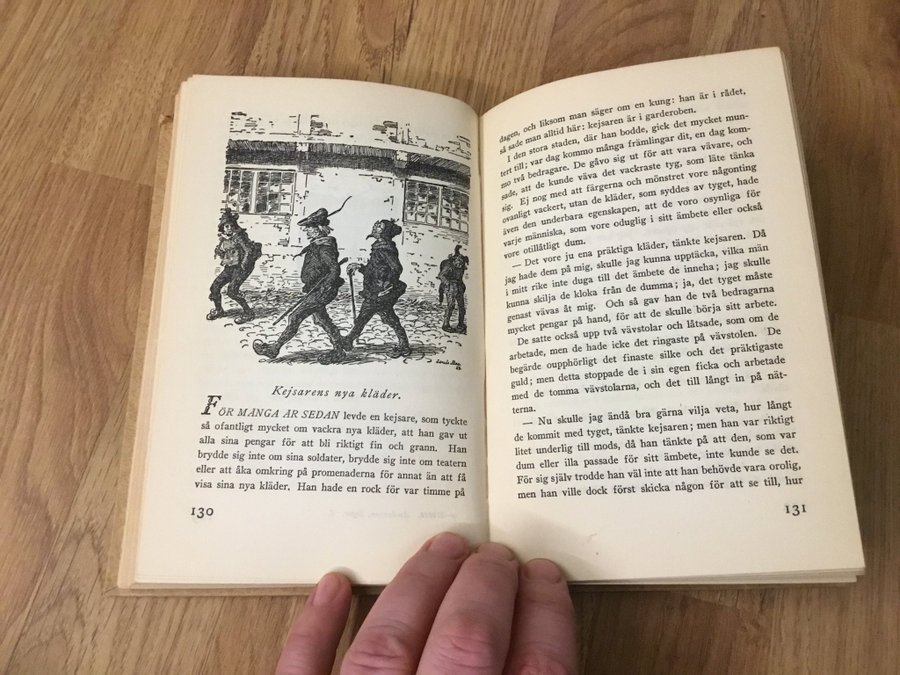 Kejsarens nya kläder.
FÖR MÅNGA ÅR SEDAN levde en kejsare, som tyckte
så ofantligt mycket om vackra nya kläder, att han gav ut
alla sina pengar för att bli riktigt fin och grann. Han
brydde sig inte om sina soldater, brydde sig inte om teatern
eller att åka omkring på promenaderna för annat än att få
visa sina nya kläder. Han hade en rock för var timme på
130
dagen, och liksom man säger om en kung: han är i rådet,
så sade man alltid här: kejsaren är i garderoben.
I den stora staden, där han bodde, gick det mycket mun-
tert till; var dag kommo många främlingar dit, en dag kom-
mo två bedragare. De gåvo sig ut för att vara vävare, och
sade, att de kunde väva det vackraste tyg, som läte tänka
sig. Ej nog med att färgerna och mönstret vore någonting
ovanligt vackert, utan de kläder, som syddes av tyget, hade
även den underbara egenskapen, att de voro osynliga för
varje människa, som vore oduglig i sitt ämbete eller också
vore otillåtligt dum.
— Det vore ju ena präktiga kläder, tänkte kejsaren. Då
jag hade dem på mig, skulle jag kunna upptäcka, vilka män
i mitt rike inte duga till det ämbete de inneha; jag skulle
kunna skilja de kloka från de dumma; ja, det tyget måste
genast vävas åt mig. Och så gav han de två bedragarna
mycket pengar på hand, för att de skulle börja sitt arbete.
De satte också upp två vävstolar och låtsade, som om de
arbetade, men de hade icke det ringaste på vävstolen. De
begärde oupphörligt det finaste silke och det präktigaste
guld; men detta stoppade de i sin egen ficka och arbetade
med de tomma vävstolarna, och det till långt in på nät-
terna.
— Nu skulle jag ändå bra gärna vilja veta, hur långt
de kommit med tyget, tänkte kejsaren; men han var riktigt
litet underlig till mods, då han tänkte på att den, som var
dum eller illa passade för sitt ämbete, inte kunde se det.
För sig själv trodde han väl inte att han behövde vara orolig,
men han ville dock först skicka någon för att se till, hur
131